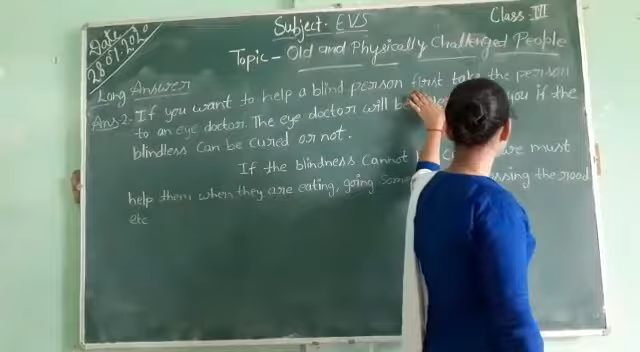 Subject - EVS
Class - III
Date
28.01.2020
Topic - Old and Physically Challenged People
Long Answer
Ans:2 - If you want to help a blind person first take the person
to an eye doctor. The eye doctor will be you if the
blindless can be cured or not.
If the blindness cannot must
help them when they are eating, going the road
etc